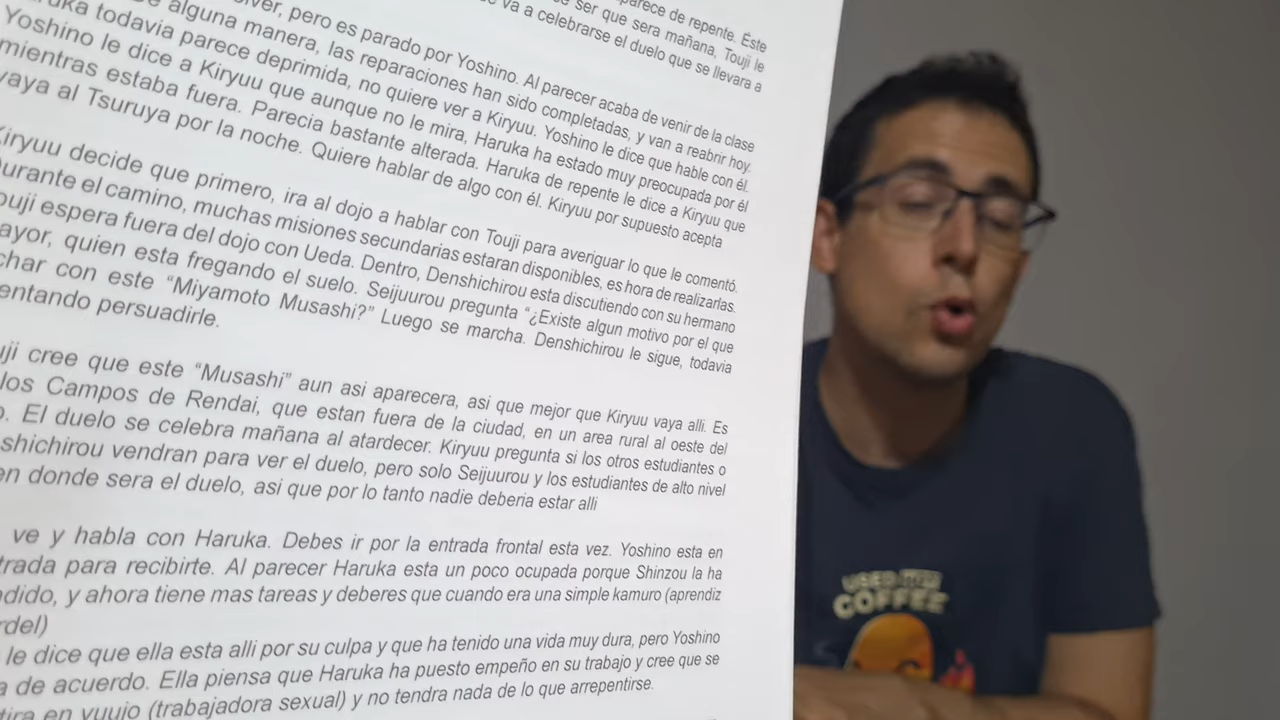 parece de repente. Éste
ser que sera mañana, Touji le
va a celebrarse el duelo que se llevara a
pero es parado por Yoshino. Al parecer acaba de venir de la clase
alguna manera, las reparaciones han sido completadas, y van a reabrir hoy.
todavia parece deprimida, no quiere ver a Kiryuu. Yoshino le dice que hable con él.
Yoshino le dice a Kiryuu que aunque no le mira, Haruka ha estado muy preocupada por él
mientras estaba fuera. Parecia bastante alterada. Haruka de repente le dice a Kiryuu que
vaya al Tsuruya por la noche. Quiere hablar de algo con él. Kiryuu por supuesto acepta
Kiryuu decide que primero, ira al dojo a hablar con Touji para averiguar lo que le comentó.
Durante el camino, muchas misiones secundarias estaran disponibles, es hora de realizarlas.
ouji espera fuera del dojo con Ueda. Dentro, Denshichirou esta discutiendo con su hermano
ayor, quien esta fregando el suelo. Seijuurou pregunta “¿Existe algun motivo por el que
char con este “Miyamoto Musashi?” Luego se marcha. Denshichirou le sigue, todavia
entando persuadirle.
uji cree que este “Musashi” aun asi aparecera, asi que mejor que Kiryuu vaya alli. Es
los Campos de Rendai, que estan fuera de la ciudad, en un area rural al oeste del
o. El duelo se celebra mañana al atardecer. Kiryuu pregunta si los otros estudiantes o
shichirou vendran para ver el duelo, pero solo Seijuurou y los estudiantes de alto nivel
en donde sera el duelo, asi que por lo tanto nadie deberia estar alli
ve y habla con Haruka. Debes ir por la entrada frontal esta vez. Yoshino esta en
trada para recibirte. Al parecer Haruka esta un poco ocupada porque Shinzou la ha
dido, y ahora tiene mas tareas y deberes que cuando era una simple kamuro (aprendiz
rdel)
le dice que ella esta alli por su culpa y que ha tenido una vida muy dura, pero Yoshino
a de acuerdo. Ella piensa que Haruka ha puesto empeño en su trabajo y cree que se
tira en yuujo (trabajadora sexual) y no tendra nada de lo que arrepentirse.
USED
COFFEE